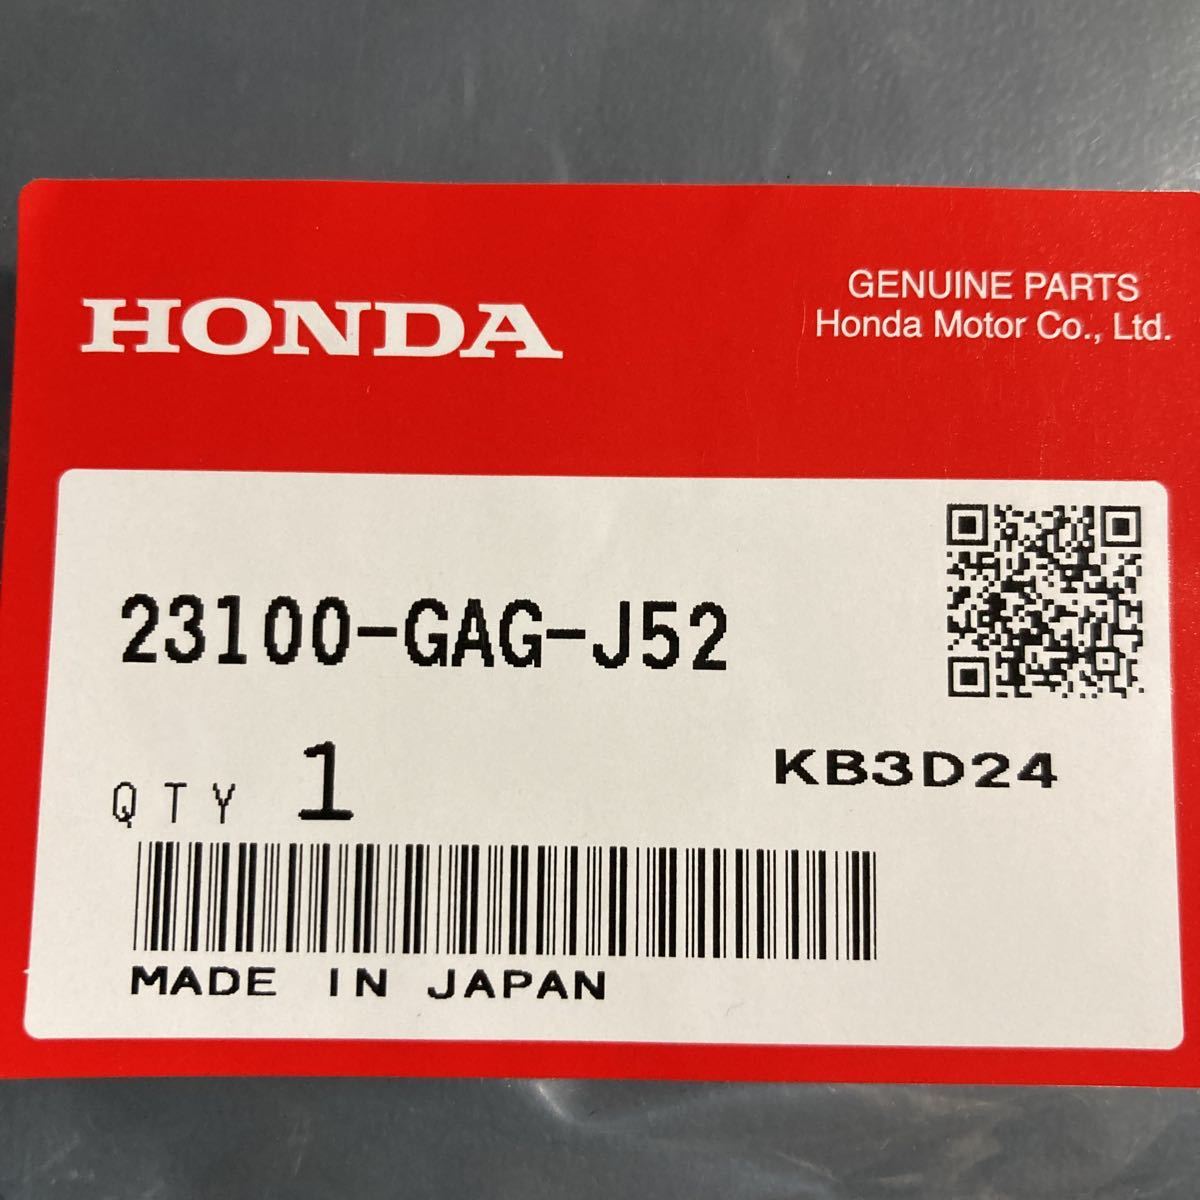 HONDA
GENUINE PARTS
Honda Motor Co., Ltd.
23100-GAG-J52
QTY 1
KB3D24
MADE IN JAPAN